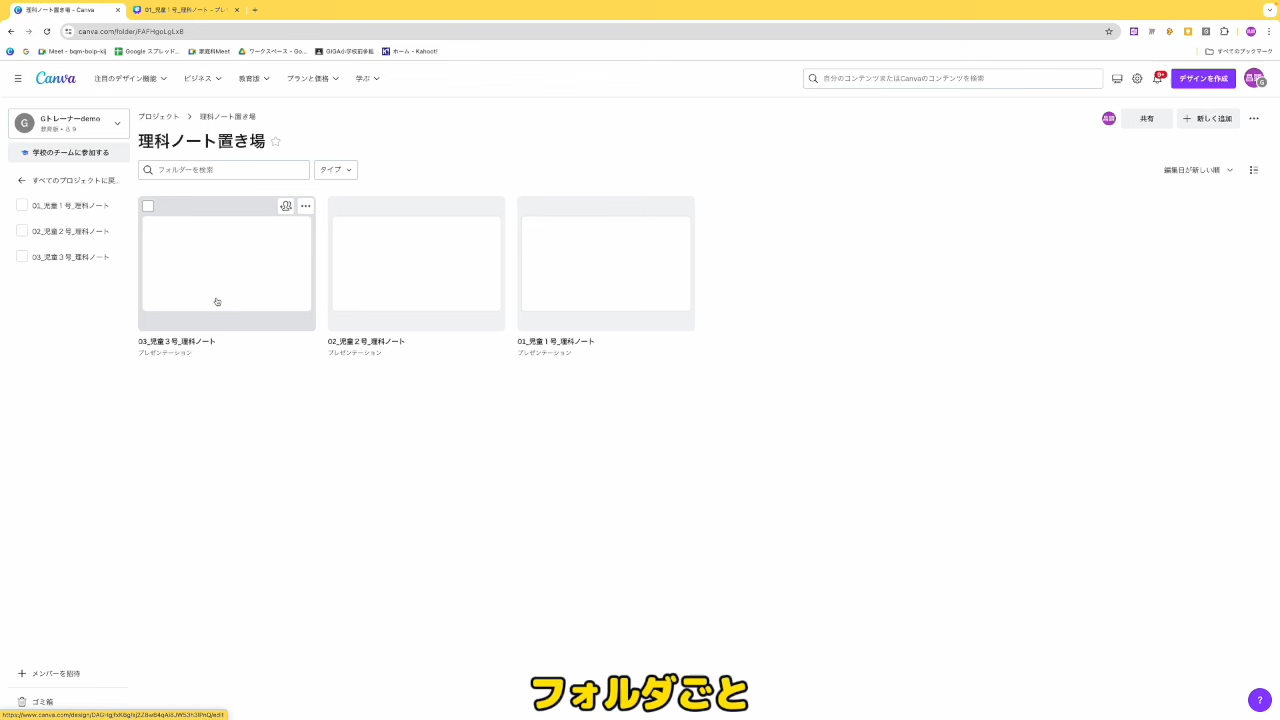 理科ノート置き場 - Canva
01_児童１号_理科ノート - プレ
canva.com/folder/FAFHgoLgLx8
Meet - bqm-boip-kij
Google スプレッド...
家庭科Meet
ワークスペース - Go...
GIGA小学校前多拡
ホーム - Kahoot!
すべてのブックマーク
Canva
注目のデザイン機能
ビジネス
教育版
プランと価格
学ぶ
自分のコンテンツまたはCanvaのコンテンツを検索
9+
デザインを作成
G
Gトレーナーdemo
教育版・
9
学校のチームに参加する
すべてのプロジェクトに戻...
01_児童１号_理科ノート
02_児童２号_理科ノート
03_児童３号_理科ノート
プロジェクト > 理科ノート置き場
理科ノート置き場
共有
新しく追加
フォルダーを検索
タイプ
編集日が新しい順
03_児童３号_理科ノート
プレゼンテーション
02_児童２号_理科ノート
プレゼンテーション
01_児童１号_理科ノート
プレゼンテーション
メンバーを招待
ゴミ箱
フォルダごと
?